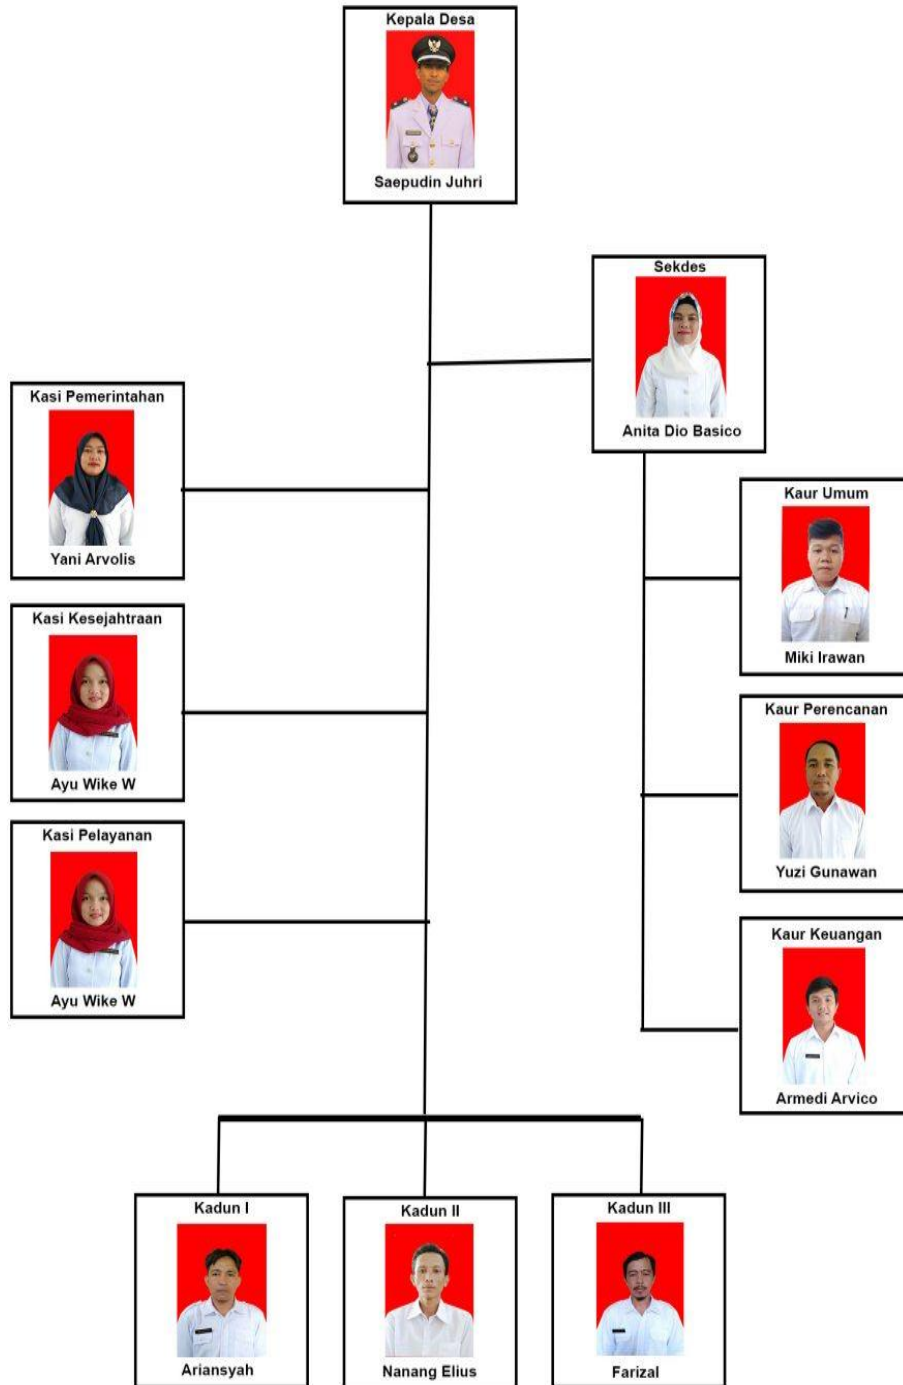 Kepala Desa
Saepudin Juhri
Sekdes
Anita Dio Basico
Kasi Pemerintahan
Yani Arvolis
Kaur Umum
Miki Irawan
Kasi Kesejahtraan
Ayu Wike W
Kaur Perencanan
Yuzi Gunawan
Kasi Pelayanan
Ayu Wike W
Kaur Keuangan
Armedi Arvico
Kadun I
Ariansyah
Kadun II
Nanang Elius
Kadun III
Farizal